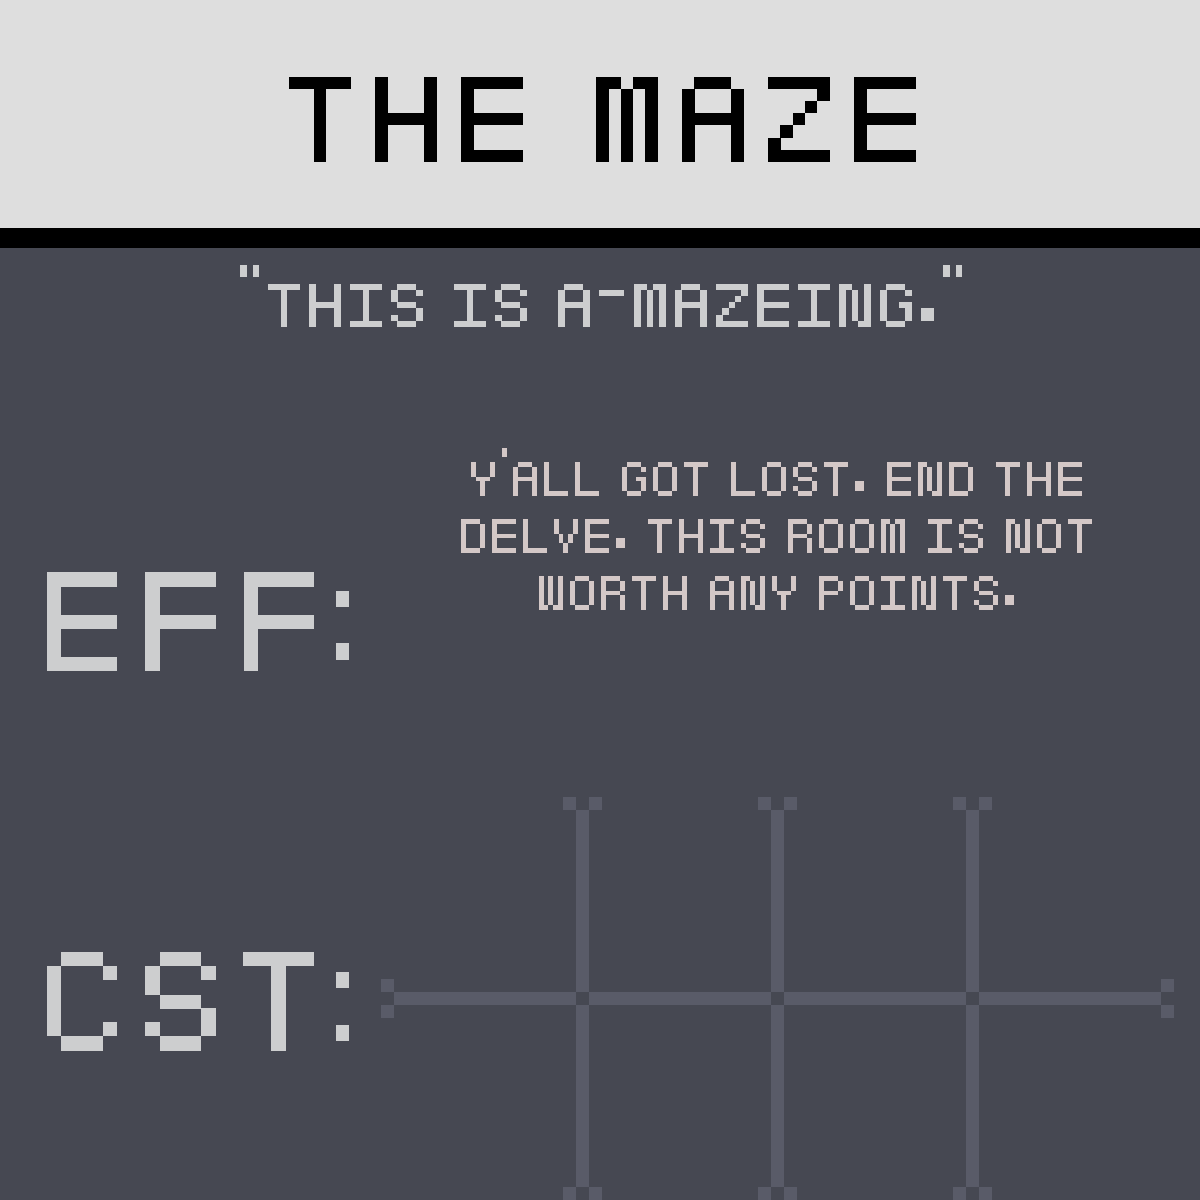 THE MAZE
"THIS IS A-MAZEING."
Y'ALL GOT LOST. END THE
DELVE. THIS ROOM IS NOT
WORTH ANY POINTS.
EFF:
CST: